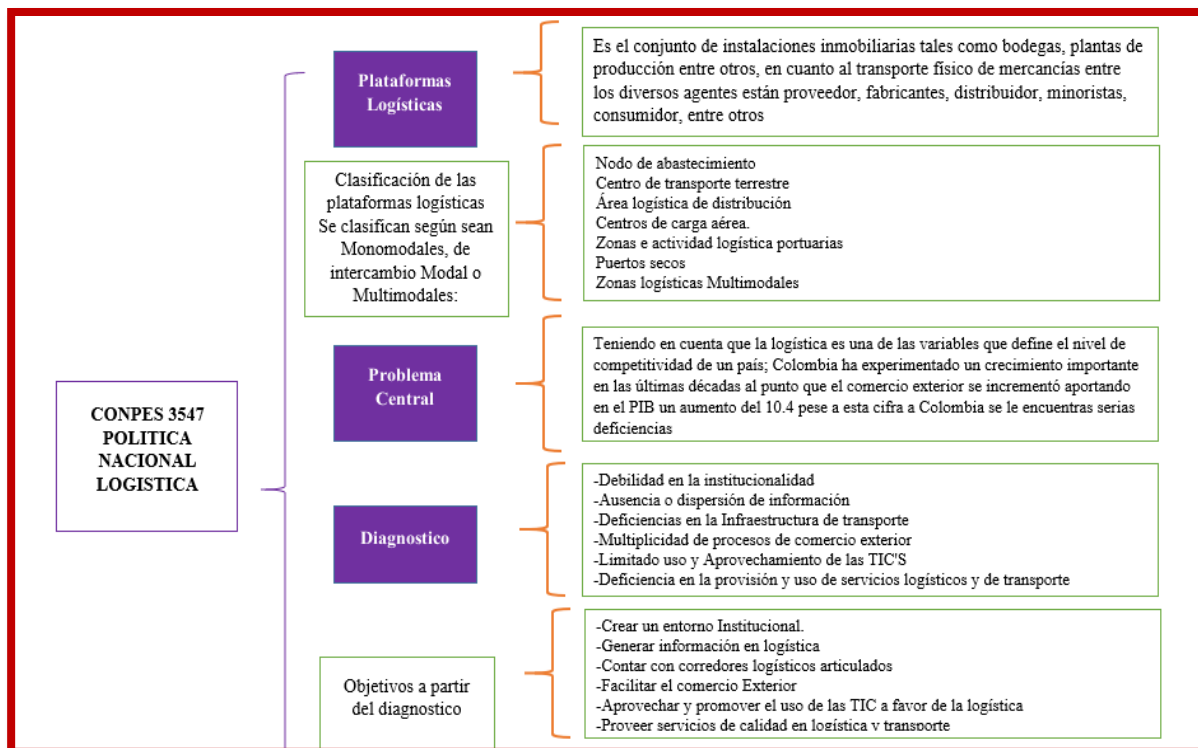 CONPES 3547
POLITICA
NACIONAL
LOGISTICA
Plataformas
Logísticas
Es el conjunto de instalaciones inmobiliarias tales como bodegas, plantas de
producción entre otros, en cuanto al transporte físico de mercancías entre
los diversos agentes están proveedor, fabricantes, distribuidor, minoristas,
consumidor, entre otros
Clasificación de las
plataformas logísticas
Se clasifican según sean
Monomodales, de
intercambio Modal o
Multimodales:
Nodo de abastecimiento
Centro de transporte terrestre
Área logística de distribución
Centros de carga aérea.
Zonas e actividad logística portuarias
Puertos secos
Zonas logísticas Multimodales
Problema
Central
Teniendo en cuenta que la logística es una de las variables que define el nivel de
competitividad de un país; Colombia ha experimentado un crecimiento importante
en las últimas décadas al punto que el comercio exterior se incrementó aportando
en el PIB un aumento del 10.4 pese a esta cifra a Colombia se le encuentras serias
deficiencias
Diagnostico
-Debilidad en la institucionalidad
-Ausencia o dispersión de información
-Deficiencias en la Infraestructura de transporte
-Multiplicidad de procesos de comercio exterior
-Limitado uso y Aprovechamiento de las TIC'S
-Deficiencia en la provisión y uso de servicios logísticos y de transporte
Objetivos a partir
del diagnostico
-Crear un entorno Institucional.
-Generar información en logística
-Contar con corredores logísticos articulados
-Facilitar el comercio Exterior
-Aprovechar y promover el uso de las TIC a favor de la logística
-Proveer servicios de calidad en logística y transporte